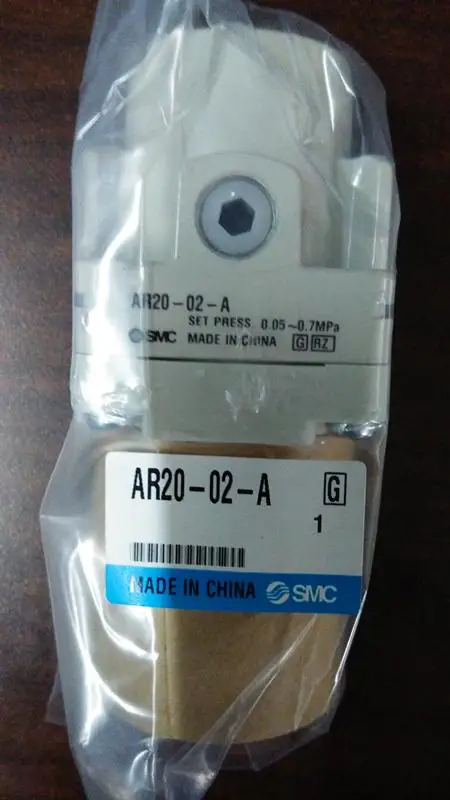 AR20-02-A
SET PRESS 0.05~0.7MPa
SMC MADE IN CHINA G RZ
AR20-02-A G
1
MADE IN CHINA SMC